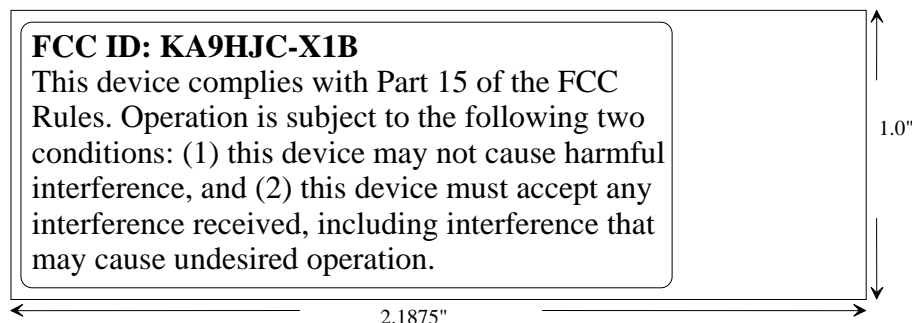 FCC ID: KA9HJC-X1B
This device complies with Part 15 of the FCC
Rules. Operation is subject to the following two
conditions: (1) this device may not cause harmful
interference, and (2) this device must accept any
interference received, including interference that
may cause undesired operation.
1.0"
2.1875"